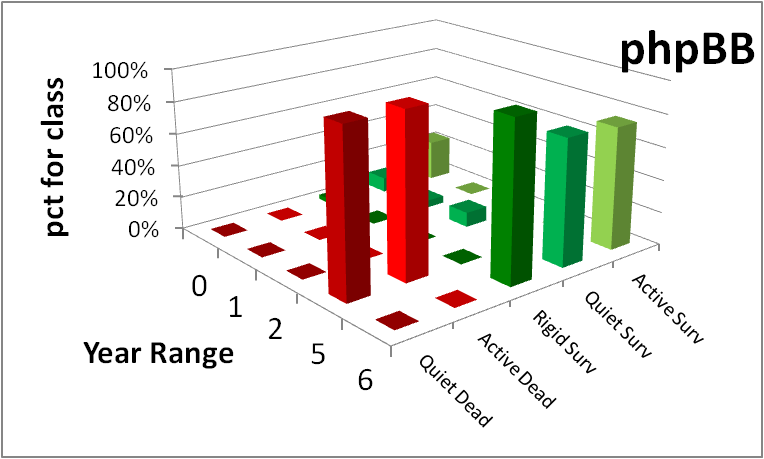 phpBB
pct for class
100%
80%
60%
40%
20%
0%
Year Range
0
1
2
5
6
Quiet Dead
Active Dead
Rigid Surv
Quiet Surv
Active Surv